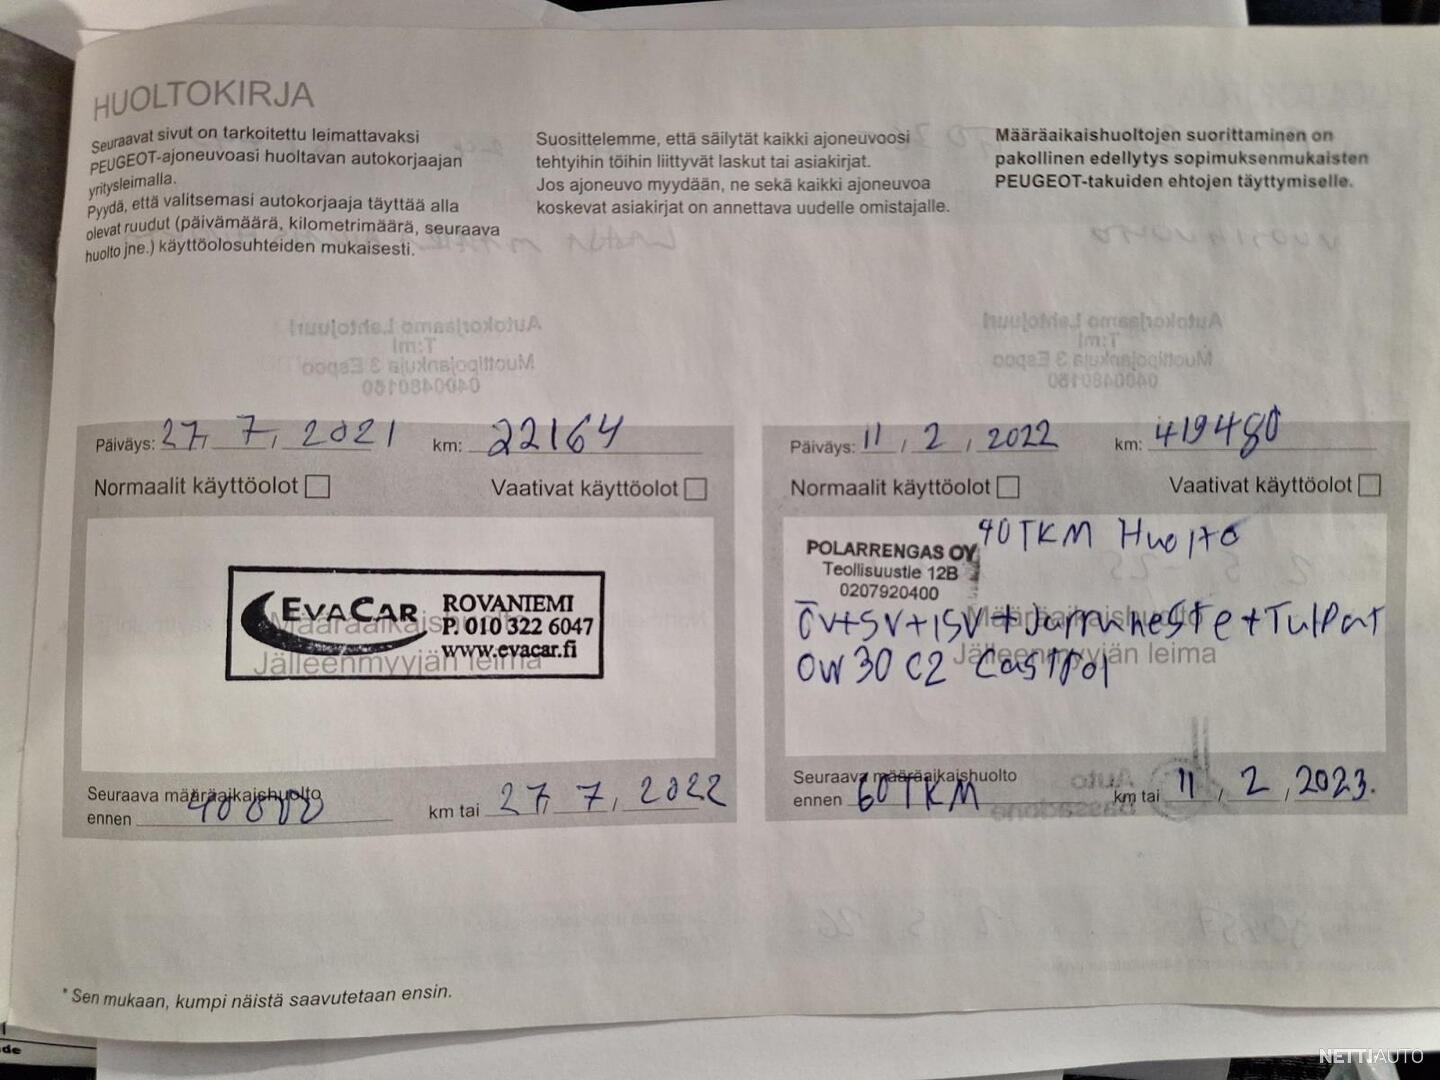 HUOLTOKIRJA
Seuraavat sivut on tarkoitettu leimattavaksi
PEUGEOT-ajoneuvoasi huoltavan autokorjaajan
yritysleimalla.
Pyydä, että valitsemasi autokorjaaja täyttää alla
olevat ruudut (päivämäärä, kilometrimäärä, seuraava
huolto jne.) käyttöolosuhteiden mukaisesti.
Suosittelemme, että säilytät kaikki ajoneuvoosi
tehtyihin töihin liittyvät laskut tai asiakirjat.
Jos ajoneuvo myydään, ne sekä kaikki ajoneuvoa
koskevat asiakirjat on annettava uudelle omistajalle.
Määräaikaishuoltojen suorittaminen on
pakollinen edellytys sopimuksenmukaisten
PEUGEOT-takuiden ehtojen täyttymiselle.
Päiväys: 27, 7, 2021 km: 22164
Normaalit käyttöolot Vaativat käyttöolot
EVACAR ROVANIEMI
P. 010 322 6047
www.evacar.fi
Määräaikaishuolto
Jälleenmyyjän leima
Seuraava määräaikaishuolto
ennen 40 000 km tai 27, 7, 2022
Päiväys: 11 / 2 , 2022 km: 419480
Normaalit käyttöolot Vaativat käyttöolot
40TKM Huolto
POLARRENGAS OY
Teollisuustie 12B
0207920400
Määräaikaishuolto
ÖV+SV+ISV+Jarruneste+Tulpat
Jälleenmyyjän leima
0W30 C2 Castrol
Seuraava määräaikaishuolto
ennen 60TKM km tai 11 , 2 , 2023.
* Sen mukaan, kumpi näistä saavutetaan ensin.
de
NETTIAUTO